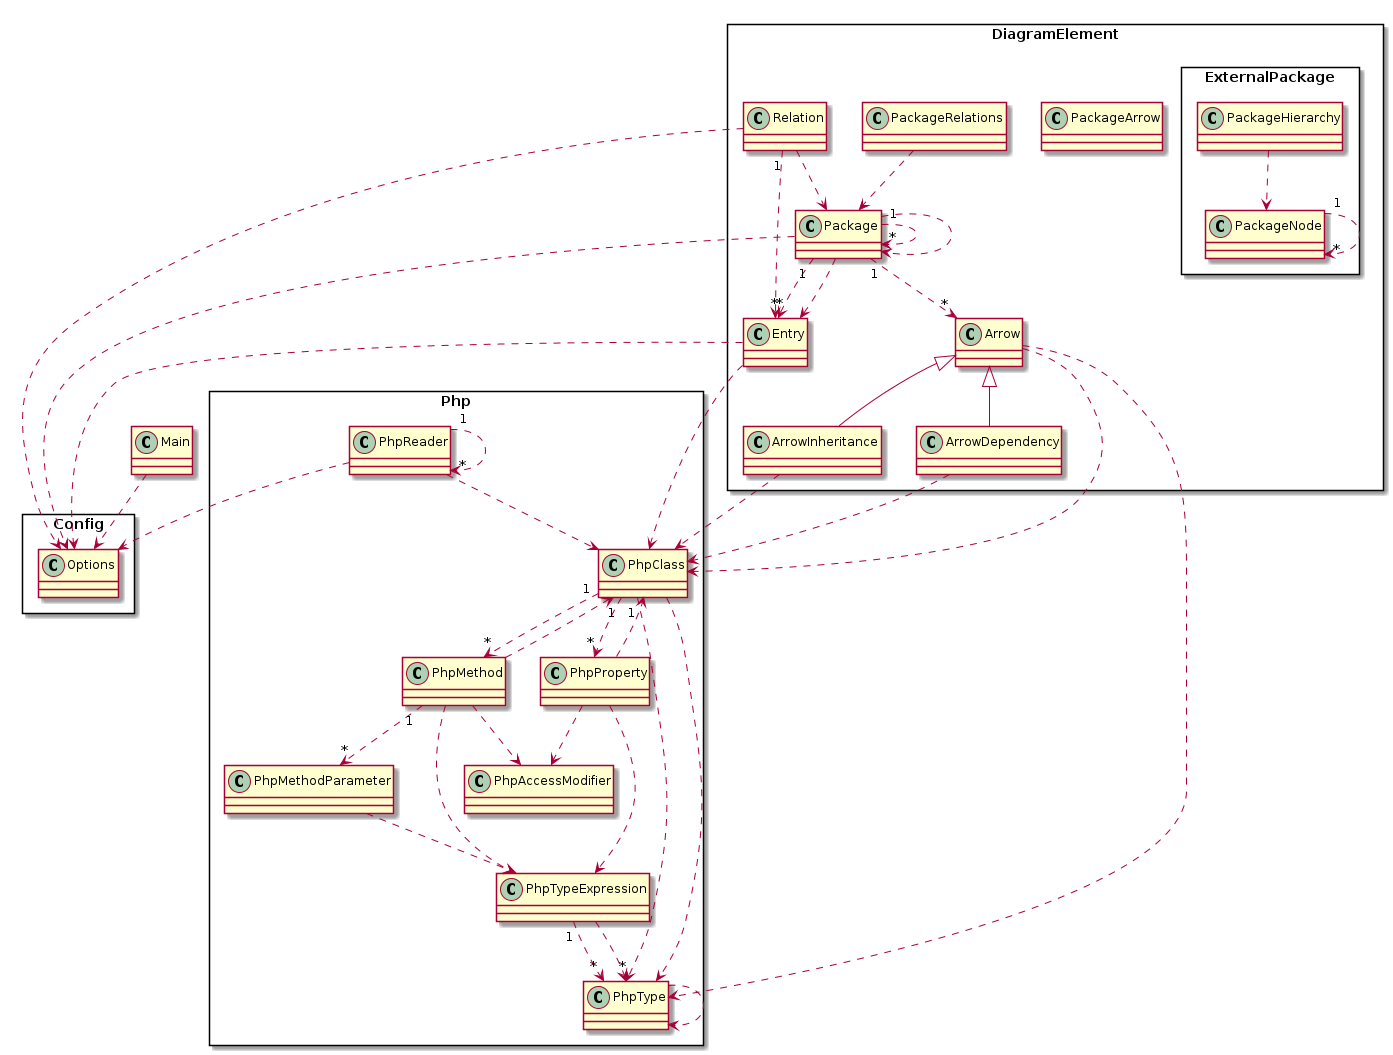 DiagramElement
ExternalPackage
C Relation
C PackageRelations
C PackageArrow
C PackageHierarchy
1
C Package
1
*
C PackageNode
1
*
1
1
* *
*
C Entry
C Arrow
Php
C Main
C PhpReader
1
*
C ArrowInheritance
C ArrowDependency
Config
C Options
C PhpClass
1
1
1
*
*
C PhpMethod
C PhpProperty
1
*
C PhpMethodParameter
C PhpAccessModifier
C PhpTypeExpression
1
*
*
C PhpType